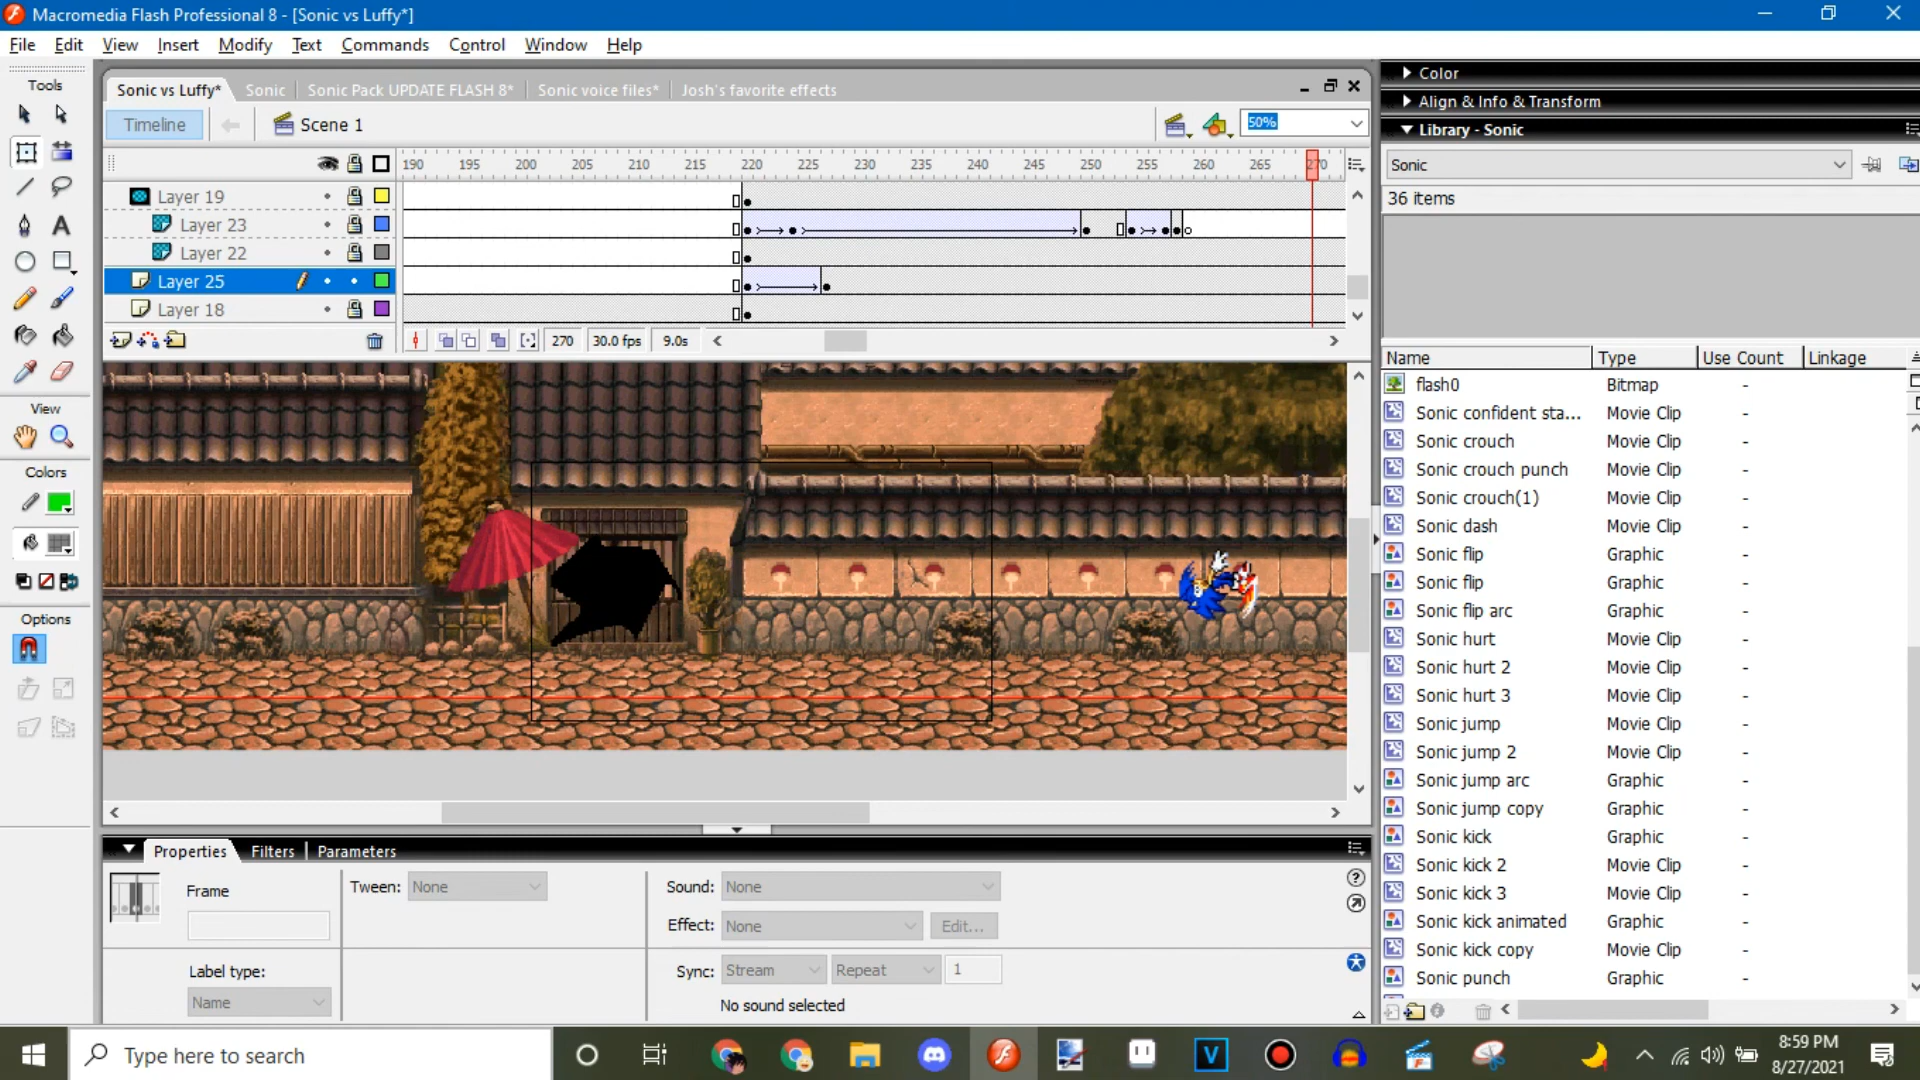 Macromedia Flash Professional 8 - [Sonic vs Luffy*]
File Edit View Insert Modify Text Commands Control Window Help
Tools
Sonic vs Luffy* Sonic Sonic Pack UPDATE FLASH 8* Sonic voice files* Josh's favorite effects
Timeline Scene 1 50%
190 195 200 205 210 215 220 225 230 235 240 245 250 255 260 265 270
Layer 19
Layer 23
Layer 22
Layer 25
Layer 18
270 30.0 fps 9.0s
View
Colors
Options
Properties Filters Parameters
Frame
Tween: None
Sound: None
Effect: None Edit...
Label type:
Name
Sync: Stream Repeat 1
No sound selected
Color
Align & Info & Transform
Library - Sonic
Sonic
36 items
Name Type Use Count Linkage
flash0 Bitmap -
Sonic confident sta... Movie Clip -
Sonic crouch Movie Clip -
Sonic crouch punch Movie Clip -
Sonic crouch(1) Movie Clip -
Sonic dash Movie Clip -
Sonic flip Graphic -
Sonic flip Graphic -
Sonic flip arc Graphic -
Sonic hurt Movie Clip -
Sonic hurt 2 Movie Clip -
Sonic hurt 3 Movie Clip -
Sonic jump Movie Clip -
Sonic jump 2 Movie Clip -
Sonic jump arc Graphic -
Sonic jump copy Graphic -
Sonic kick Graphic -
Sonic kick 2 Movie Clip -
Sonic kick 3 Movie Clip -
Sonic kick animated Graphic -
Sonic kick copy Movie Clip -
Sonic punch Graphic -
Type here to search
8:59 PM
8/27/2021